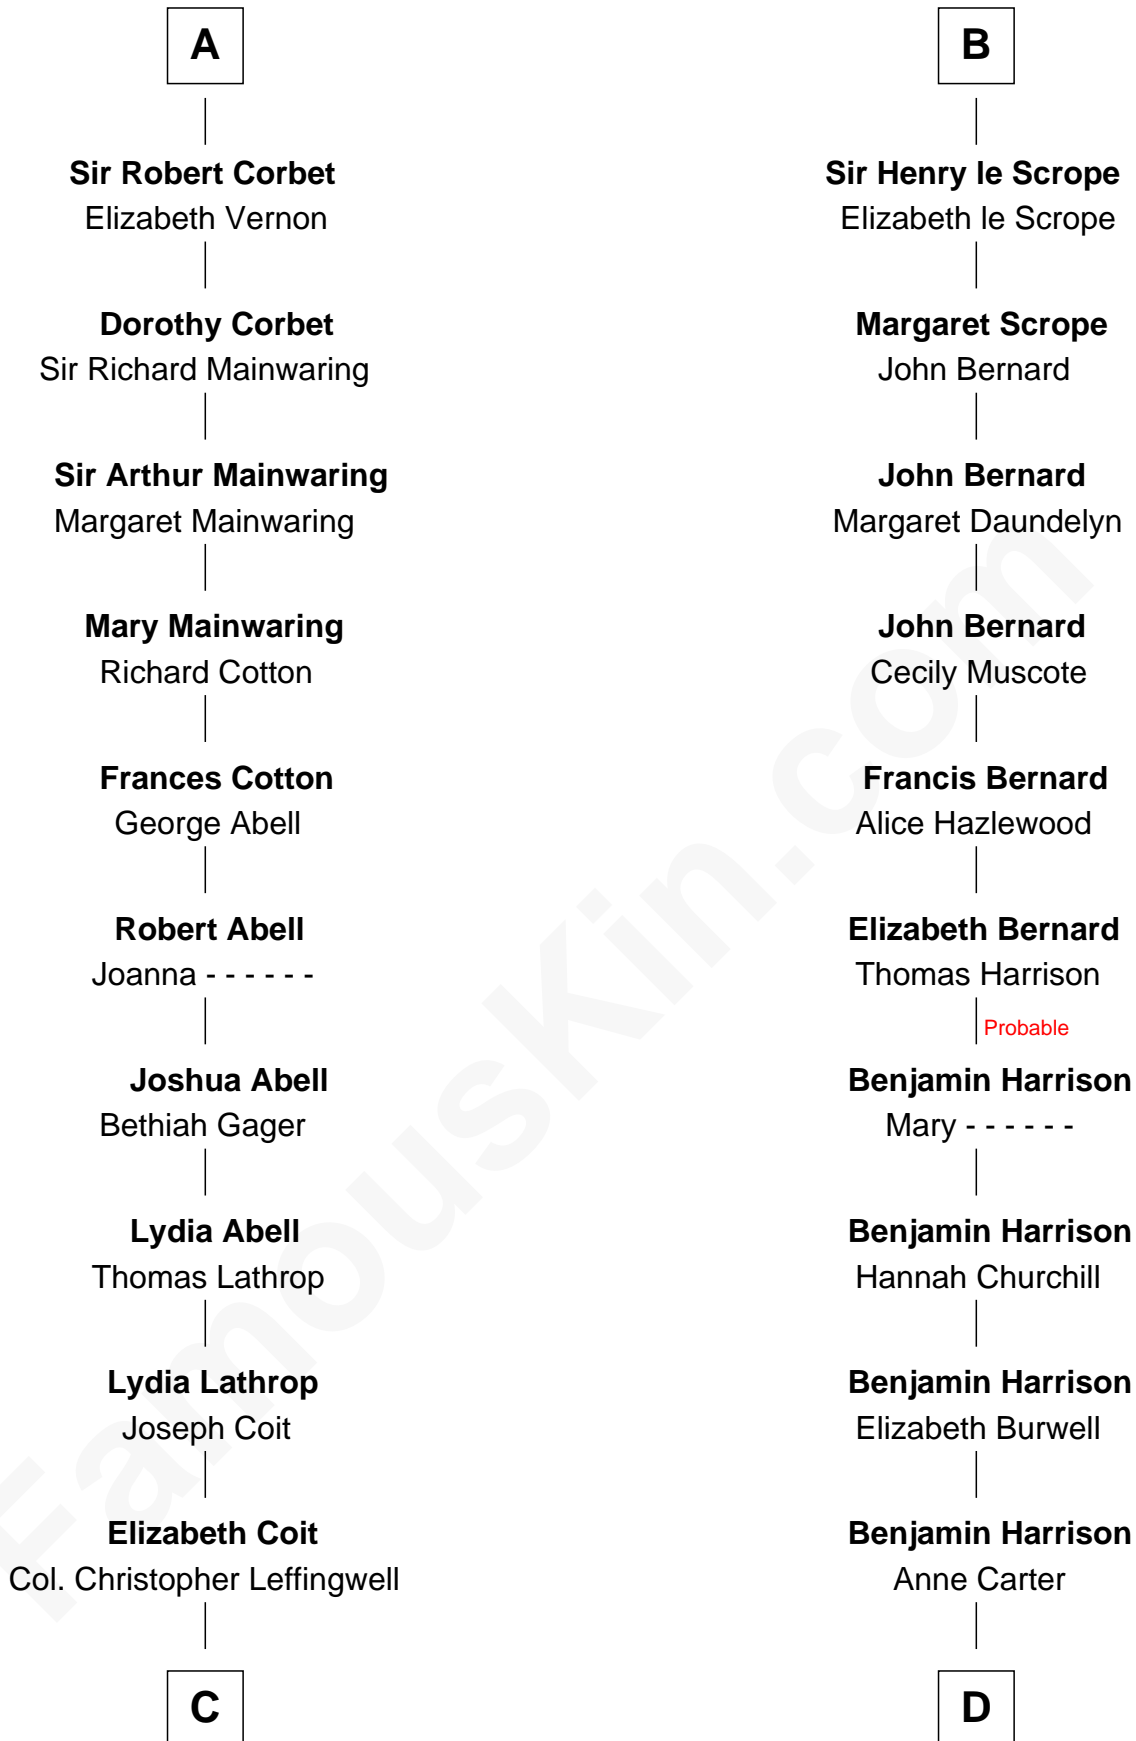 A
Sir Robert Corbet
Elizabeth Vernon
Dorothy Corbet
Sir Richard Mainwaring
Sir Arthur Mainwaring
Margaret Mainwaring
Mary Mainwaring
Richard Cotton
Frances Cotton
George Abell
Robert Abell
Joanna - - - - - -
Joshua Abell
Bethiah Gager
Lydia Abell
Thomas Lathrop
Lydia Lathrop
Joseph Coit
Elizabeth Coit
Col. Christopher Leffingwell
C
B
Sir Henry le Scrope
Elizabeth le Scrope
Margaret Scrope
John Bernard
John Bernard
Margaret Daundelyn
John Bernard
Cecily Muscote
Francis Bernard
Alice Hazlewood
Elizabeth Bernard
Thomas Harrison
Probable
Benjamin Harrison
Mary - - - - - -
Benjamin Harrison
Hannah Churchill
Benjamin Harrison
Elizabeth Burwell
Benjamin Harrison
Anne Carter
D
FamousKin.com